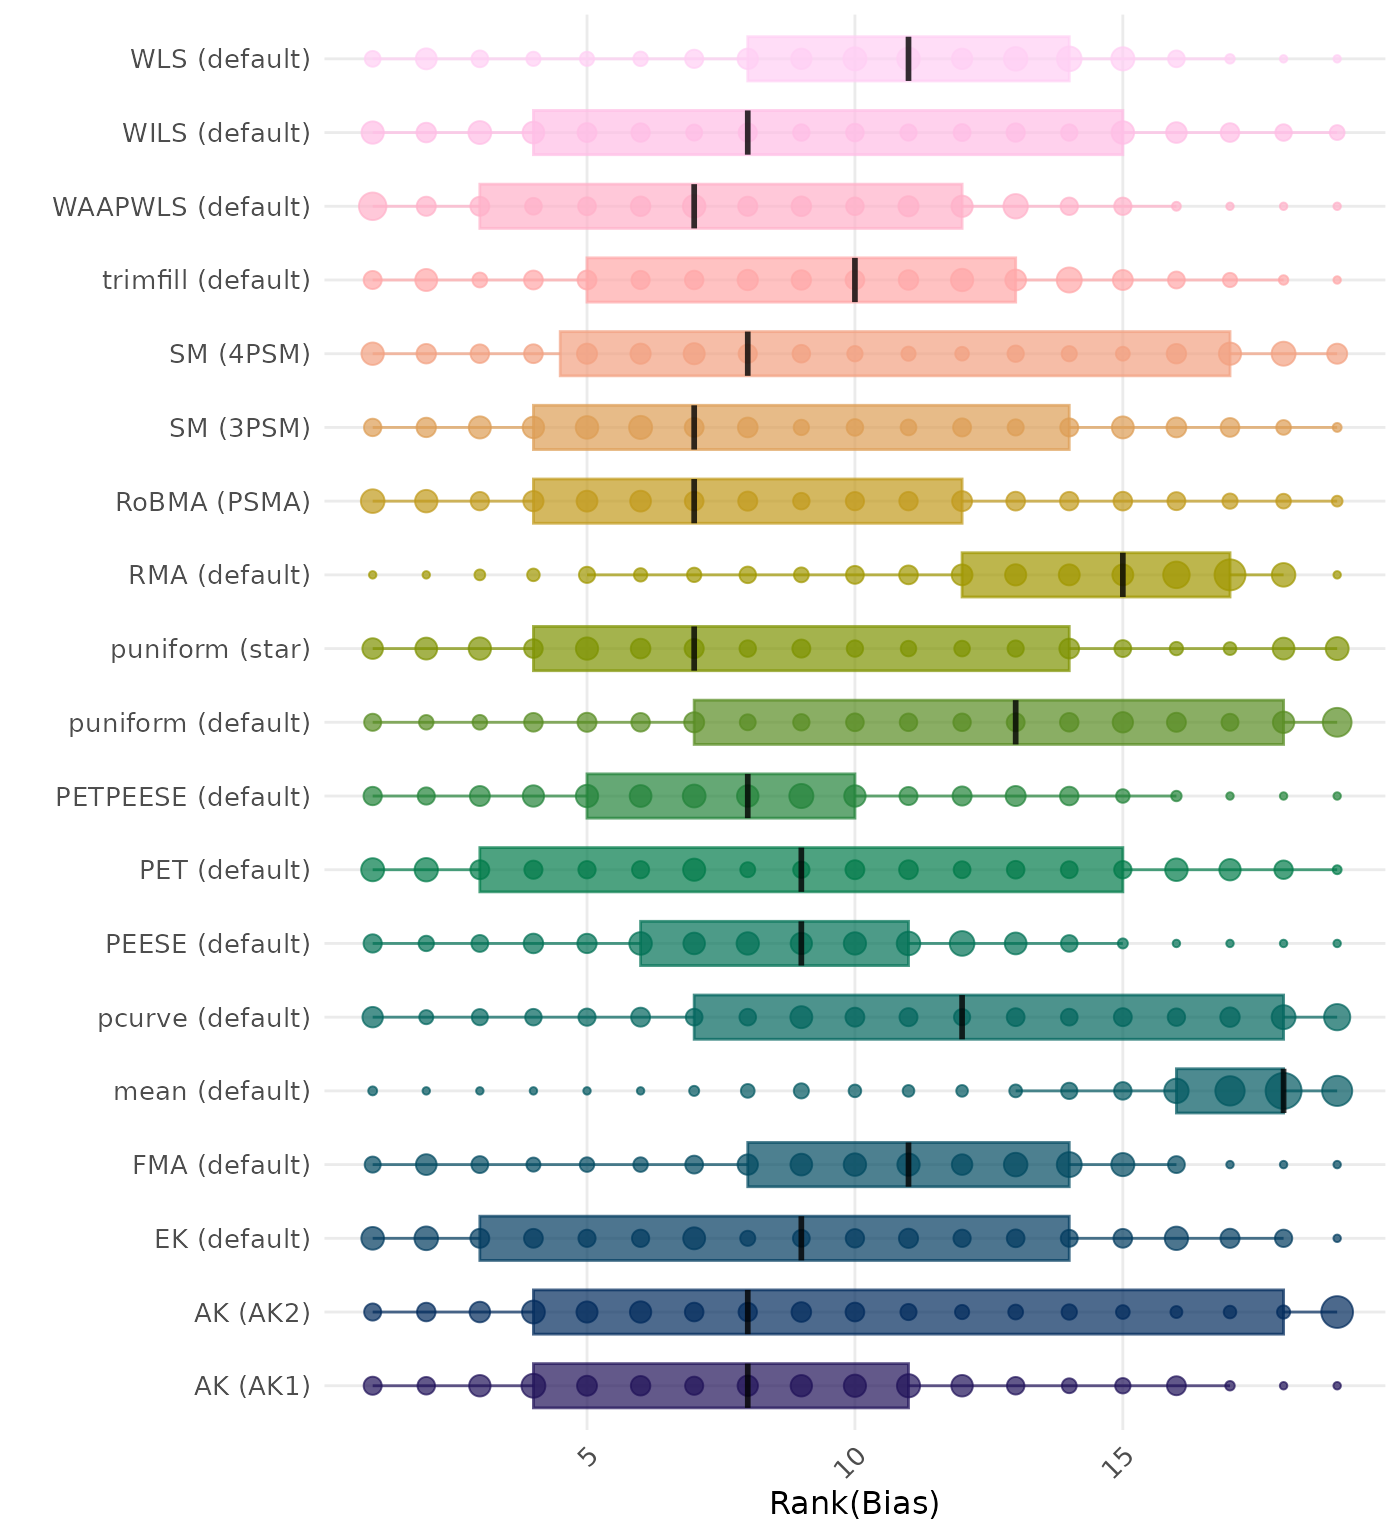 WLS (default)
WILS (default)
WAAPWLS (default)
trimfill (default)
SM (4PSM)
SM (3PSM)
RoBMA (PSMA)
RMA (default)
puniform (star)
puniform (default)
PETPEESE (default)
PET (default)
PEESE (default)
pcurve (default)
mean (default)
FMA (default)
EK (default)
AK (AK2)
AK (AK1)
5
10
15
Rank(Bias)